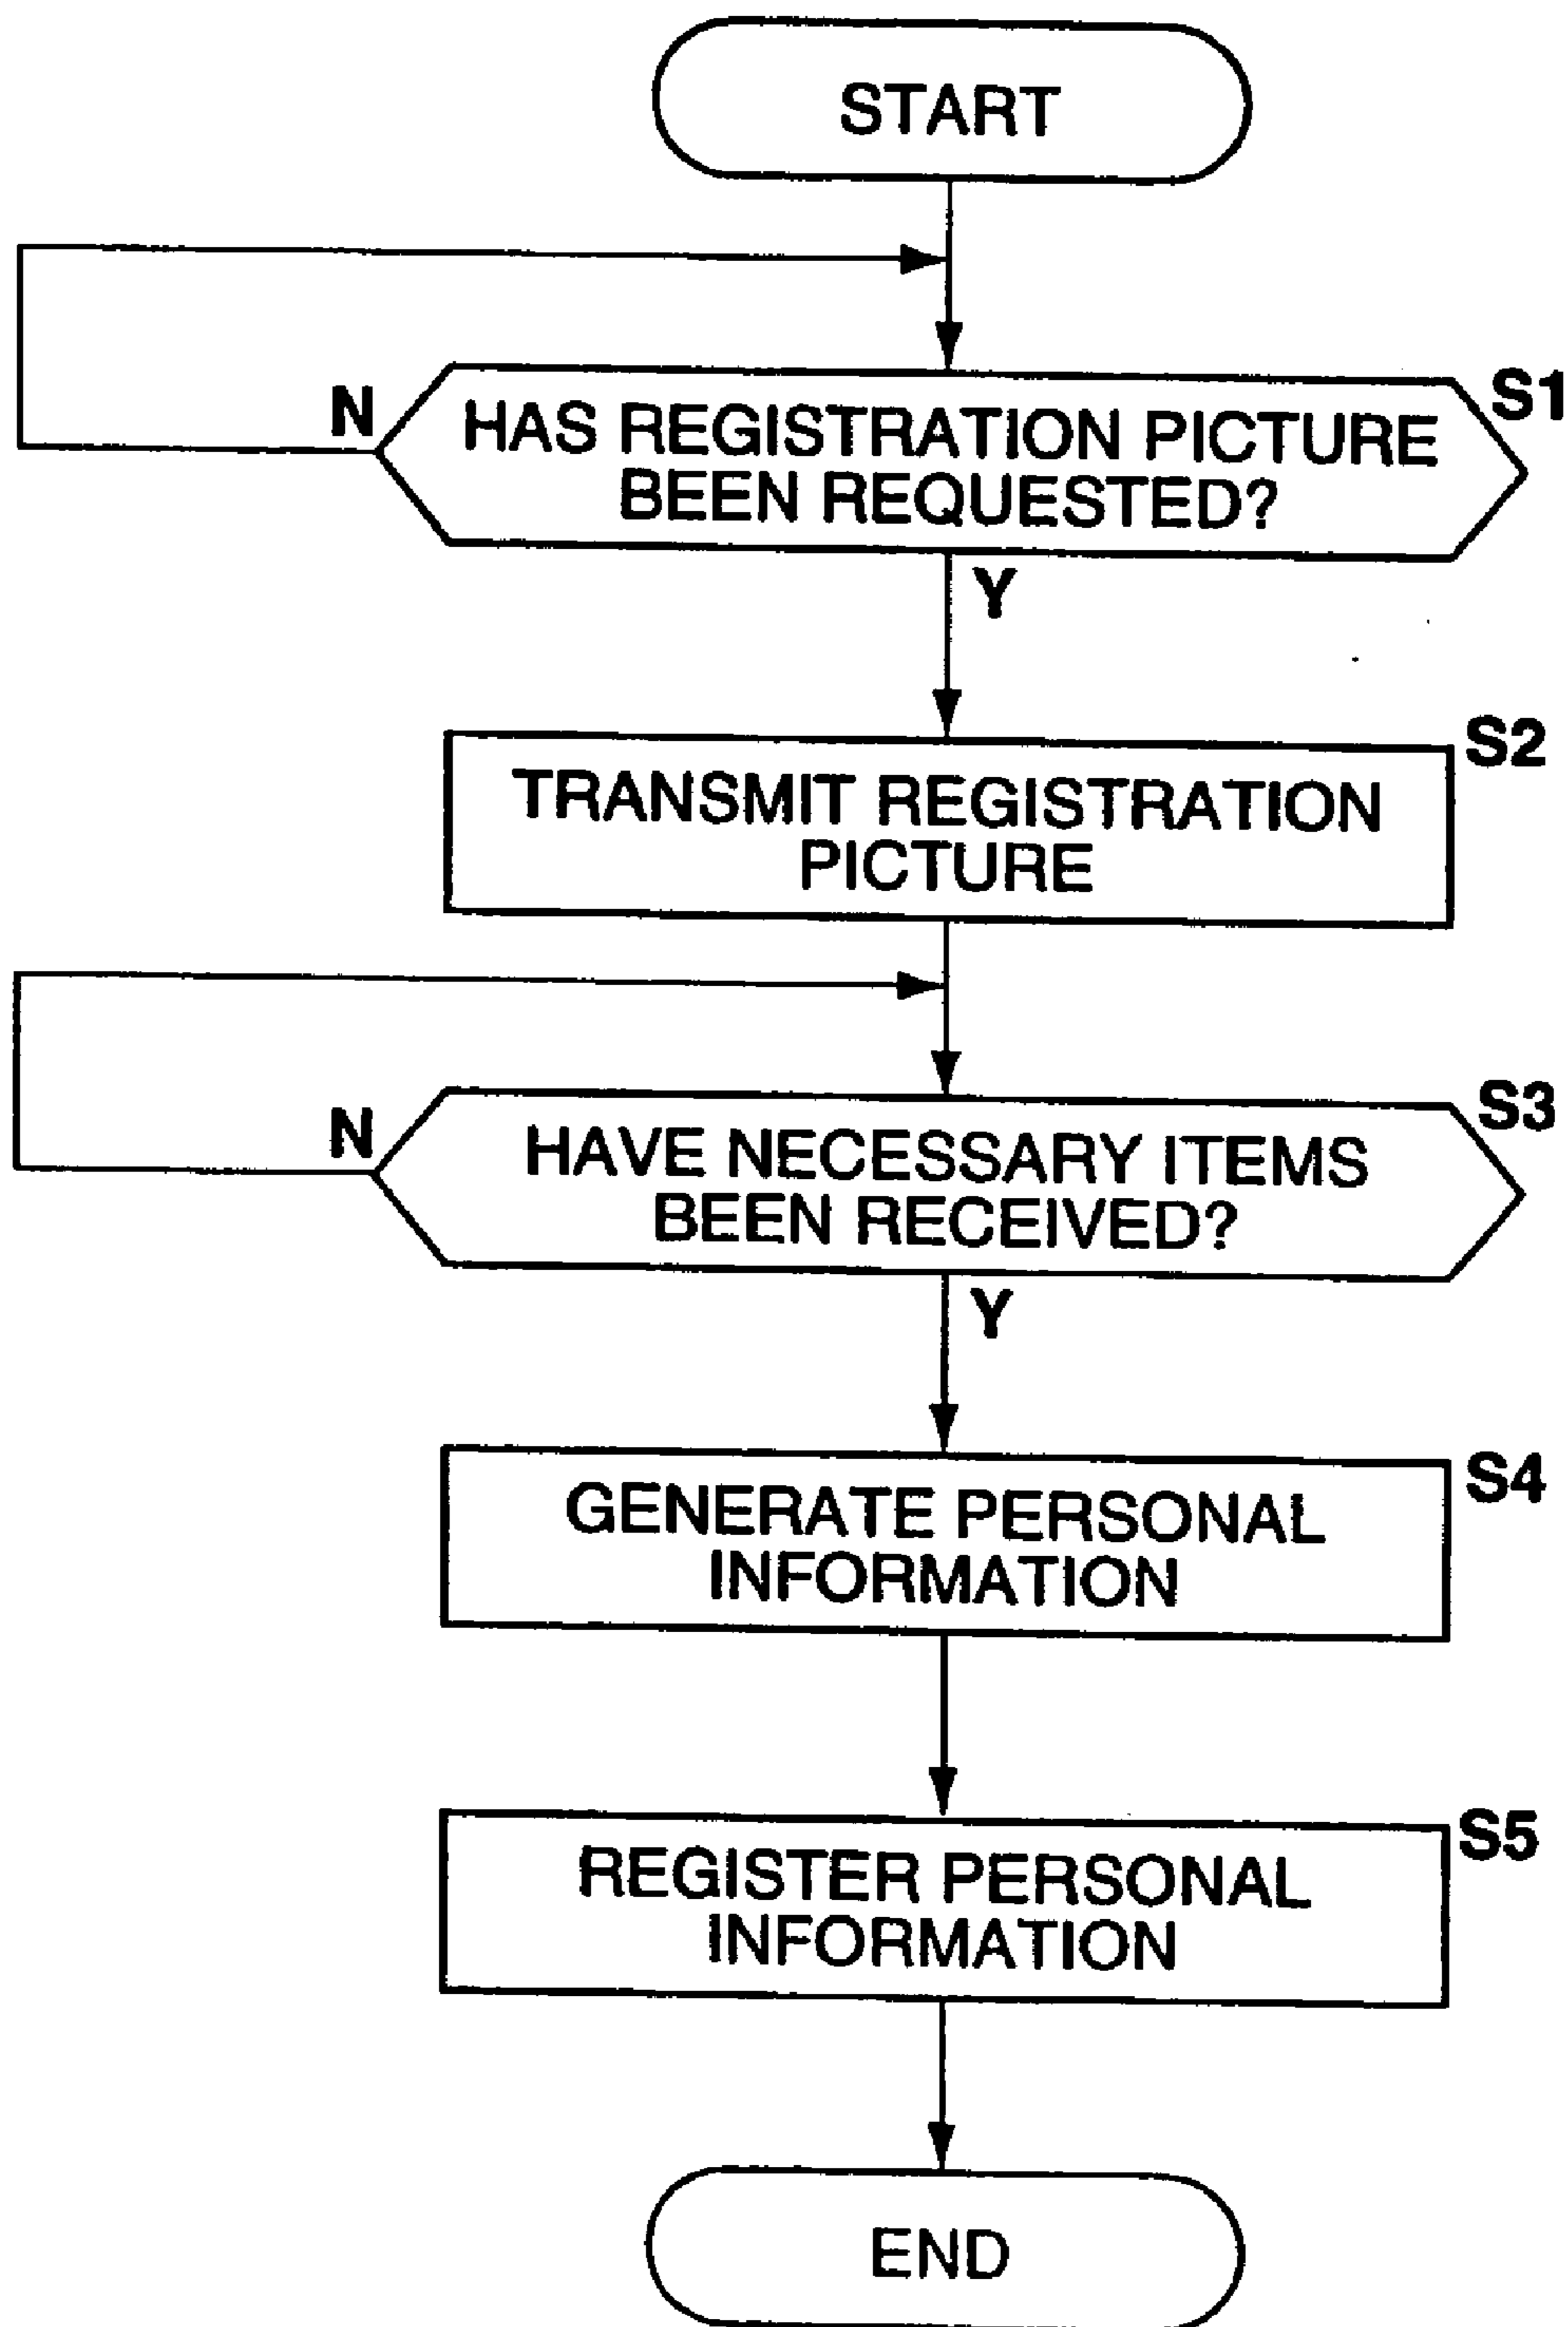 START
S1
N
HAS REGISTRATION PICTURE
BEEN REQUESTED?
Y
S2
TRANSMIT REGISTRATION
PICTURE
S3
N
HAVE NECESSARY ITEMS
BEEN RECEIVED?
Y
S4
GENERATE PERSONAL
INFORMATION
S5
REGISTER PERSONAL
INFORMATION
END